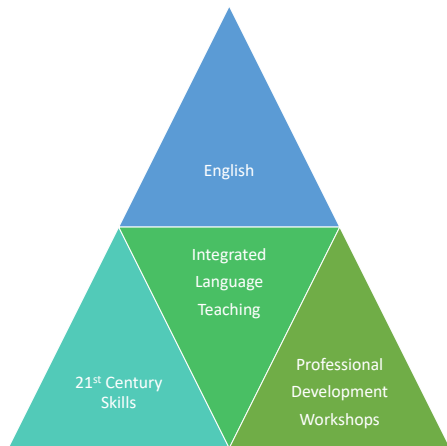 English
Integrated
Language
Teaching
21st Century
Skills
Professional
Development
Workshops